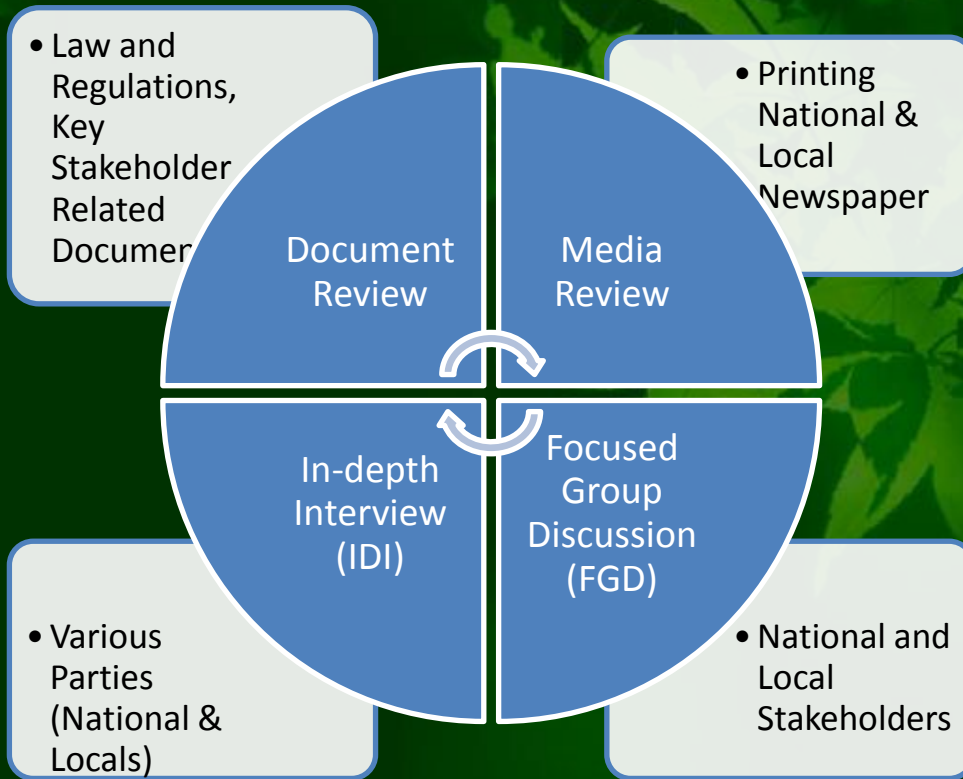 • Law and
Regulations,
Key
Stakeholder
Related
Documen
Document
Review
Media
Review
• Printing
National &
Local
Newspaper
In-depth
Interview
(IDI)
Focused
Group
Discussion
(FGD)
• Various
Parties
(National &
Locals)
• National and
Local
Stakeholders